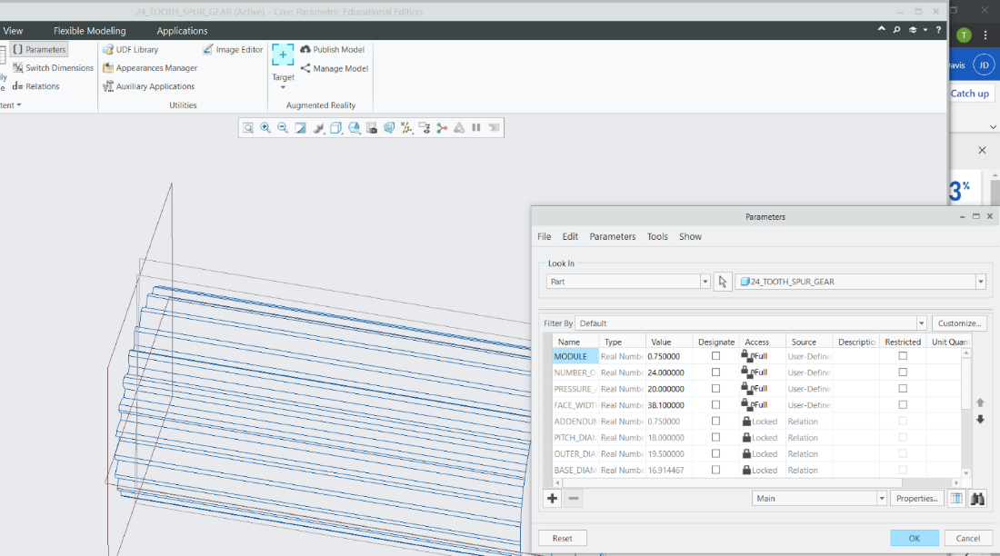 24_TOOTH_SPUR_GEAR (Active) - Creo Parametric Educational Edition
View Flexible Modeling Applications
?
T
[] Parameters
UDF Library
Image Editor
Publish Model
Switch Dimensions
Appearances Manager
Target
Manage Model
d= Relations
Auxiliary Applications
Utilities
Augmented Reality
JD
Catch up
3%
Parameters
File Edit Parameters Tools Show
Look In
Part
24_TOOTH_SPUR_GEAR
Filter By Default Customize...
Name Type Value Designate Access Source Descriptio Restricted Unit Quan
MODULE Real Numb 0.750000 Full User-Define
NUMBER_O Real Numb 24.000000 Full User-Define
PRESSURE_ Real Numb 20.000000 Full User-Define
FACE_WIDTH Real Numb 38.100000 Full User-Define
ADDENDUM Real Numb 0.750000 Locked Relation
PITCH_DIAM Real Numb 18.000000 Locked Relation
OUTER_DIA Real Numb 19.500000 Locked Relation
BASE_DIAM Real Numb 16.914467 Locked Relation
Main
Properties...
Reset
OK
Cancel